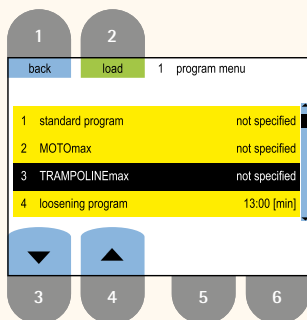 1 2
back load 1 program menu
1 standard program not specified
2 MOTOmax not specified
3 TRAMPOLINEmax not specified
4 loosening program 13:00 [min]
3 4 5 6